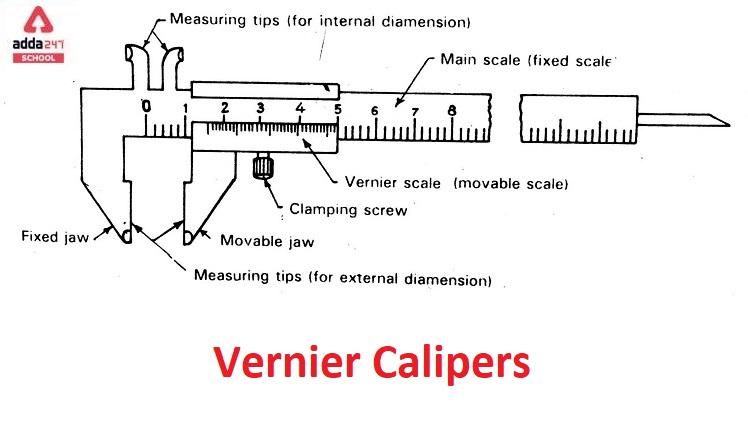 adda247
SCHOOL
Measuring tips (for internal diamension)
Main scale (fixed scale
0 1 2 3 4 5 6 7 8
Vernier scale (movable scale)
Clamping screw
Fixed jaw
Movable jaw
Measuring tips (for external diamension)
Vernier Calipers